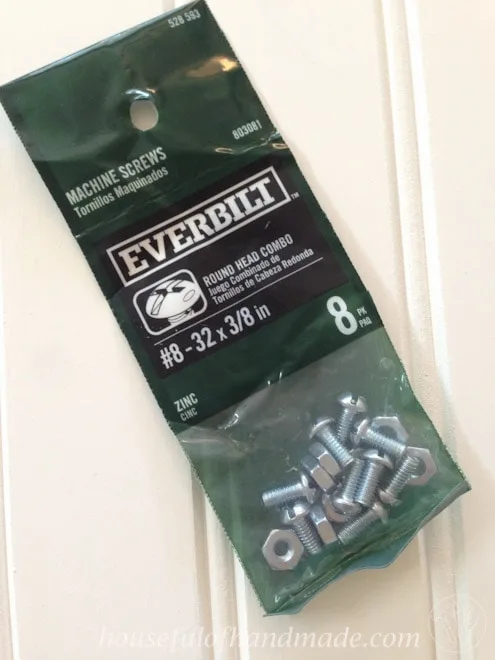 528 593
803081
MACHINE SCREWS
Tornillos Maquinados
EVERBILT™
ROUND HEAD COMBO
Juego Combinado de
Tornillos de Cabeza Redonda
#8-32 x 3/8 in
8 PK
PAQ
ZINC
CINC
housefulofhandmade.com